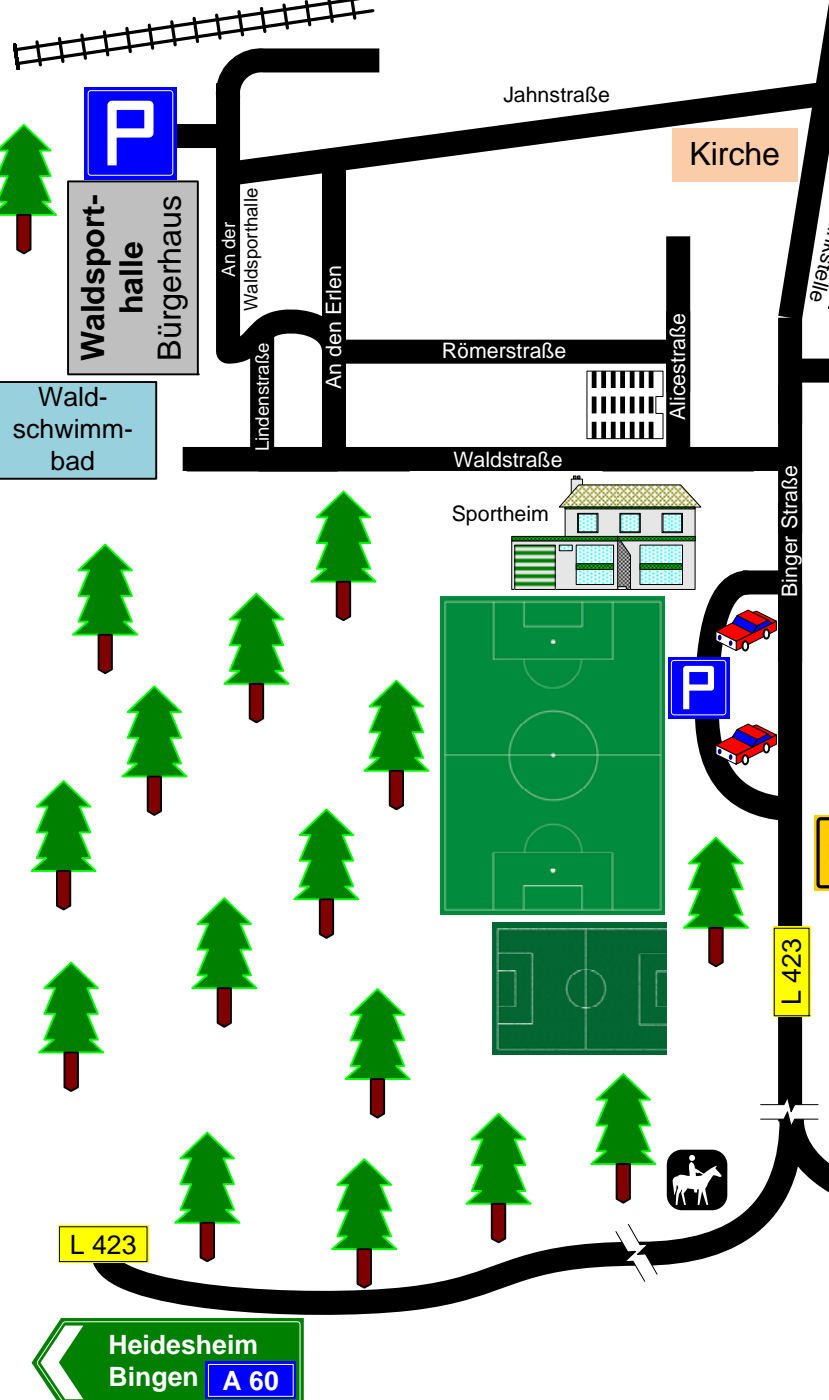 Jahnstraße
P
Kirche
Waldsport-
halle
Bürgerhaus
An der
Waldsporthalle
An den Erlen
Römerstraße
Alicestraße
Lindenstraße
Wald-
schwimm-
bad
Waldstraße
Sportheim
Binger Straße
P
L 423
L 423
Heidesheim
Bingen A 60